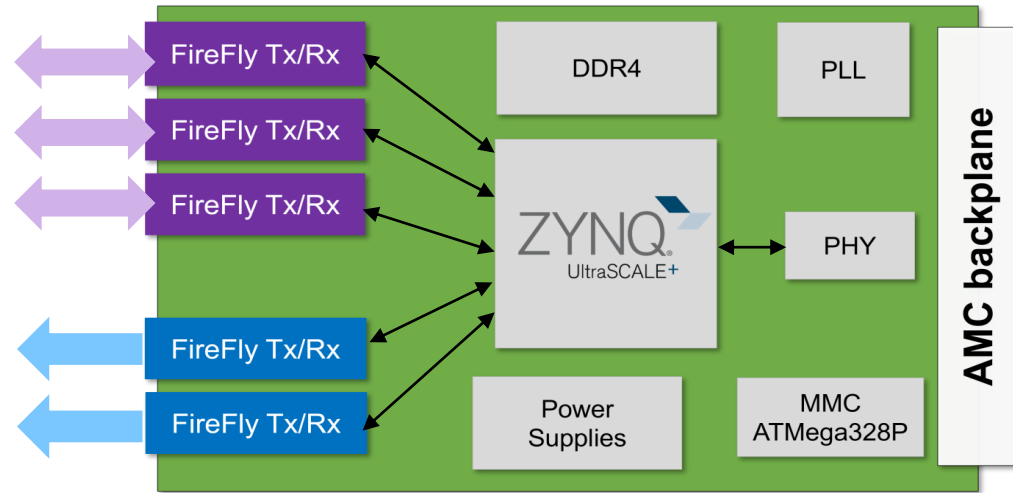 FireFly Tx/Rx
FireFly Tx/Rx
FireFly Tx/Rx
FireFly Tx/Rx
FireFly Tx/Rx
DDR4
PLL
ZYNQ®
UltraSCALE+
PHY
Power
Supplies
MMC
ATMega328P
AMC backplane